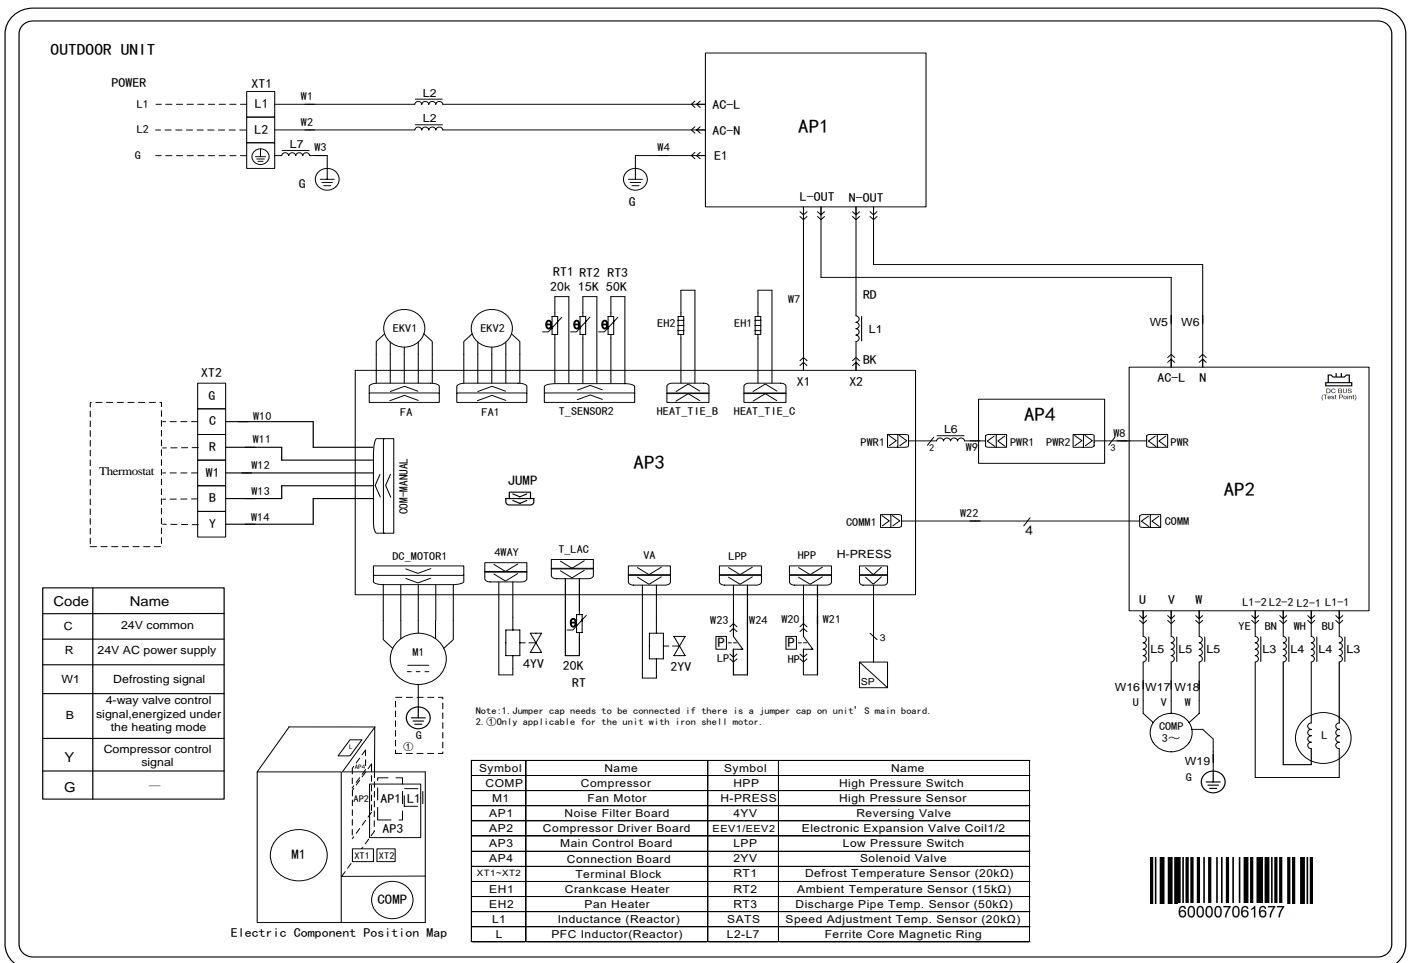 OUTDOOR UNIT
POWER
XT1
L1
L1
W1
L2
AC-L
L2
L2
W2
L2
AC-N
AP1
G
L7
W3
W4
E1
G
G
L-OUT N-OUT
RT1 RT2 RT3
20k 15K 50K
W7
RD
L1
BK
W5 W6
EKV1
EKV2
θ θ θ
EH2
EH1
X1 X2
AC-L N
DC BUS
(Test Point)
FA
FA1
T_SENSOR2
HEAT_TIE_B
HEAT_TIE_C
XT2
G
C
W10
R
W11
W1
W12
B
W13
Y
W14
Thermostat
COM-MANUAL
AP3
JUMP
PWR1
2
L6
W9
AP4
PWR1 PWR2
W8
3
PWR
AP2
COMM1
W22
4
COMM
DC_MOTOR1
4WAY
T_LAC
VA
LPP
HPP
H-PRESS
U V W
L1-2 L2-2 L2-1 L1-1
YE BN WH BU
M1
4YV
θ
20K
RT
2YV
W23 W24
P
LP
W20 W21
P
HP
3
SP
L5 L5 L5
L3 L4 L4 L3
W16 W17 W18
U V W
COMP
3～
W19
G
L
G
①
Note:1. Jumper cap needs to be connected if there is a jumper cap on unit' S main board.
2. ①Only applicable for the unit with iron shell motor.
Code Name
C 24V common
R 24V AC power supply
W1 Defrosting signal
B 4-way valve control
signal,energized under
the heating mode
Y Compressor control
signal
G —
L
AP4
AP2
AP1
L1
AP3
M1
XT1 XT2
COMP
Electric Component Position Map
Symbol Name Symbol Name
COMP Compressor HPP High Pressure Switch
M1 Fan Motor H-PRESS High Pressure Sensor
AP1 Noise Filter Board 4YV Reversing Valve
AP2 Compressor Driver Board EEV1/EEV2 Electronic Expansion Valve Coil1/2
AP3 Main Control Board LPP Low Pressure Switch
AP4 Connection Board 2YV Solenoid Valve
XT1~XT2 Terminal Block RT1 Defrost Temperature Sensor (20kΩ)
EH1 Crankcase Heater RT2 Ambient Temperature Sensor (15kΩ)
EH2 Pan Heater RT3 Discharge Pipe Temp. Sensor (50kΩ)
L1 Inductance (Reactor) SATS Speed Adjustment Temp. Sensor (20kΩ)
L PFC Inductor(Reactor) L2-L7 Ferrite Core Magnetic Ring
600007061677